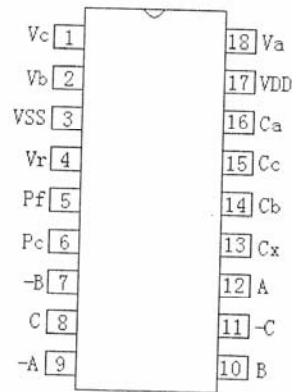 Vc 1 18 Va
Vb 2 17 VDD
VSS 3 16 Ca
Vr 4 15 Cc
Pf 5 14 Cb
Pc 6 13 Cx
-B 7 12 A
C 8 11 -C
-A 9 10 B